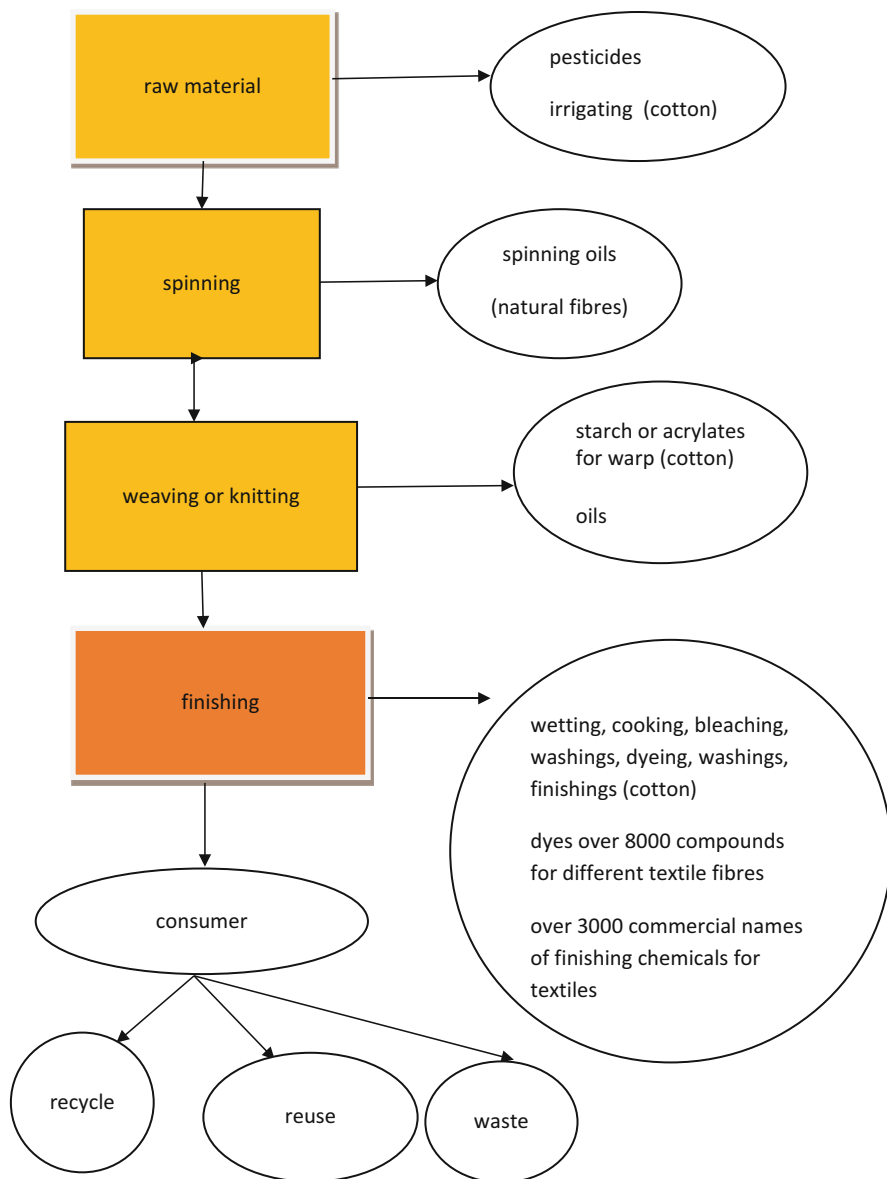 raw material
pesticides
irrigating (cotton)
spinning
spinning oils
(natural fibres)
weaving or knitting
starch or acrylates
for warp (cotton)
oils
finishing
wetting, cooking, bleaching,
washings, dyeing, washings,
finishings (cotton)
dyes over 8000 compounds
for different textile fibres
over 3000 commercial names
of finishing chemicals for
textiles
consumer
recycle
reuse
waste